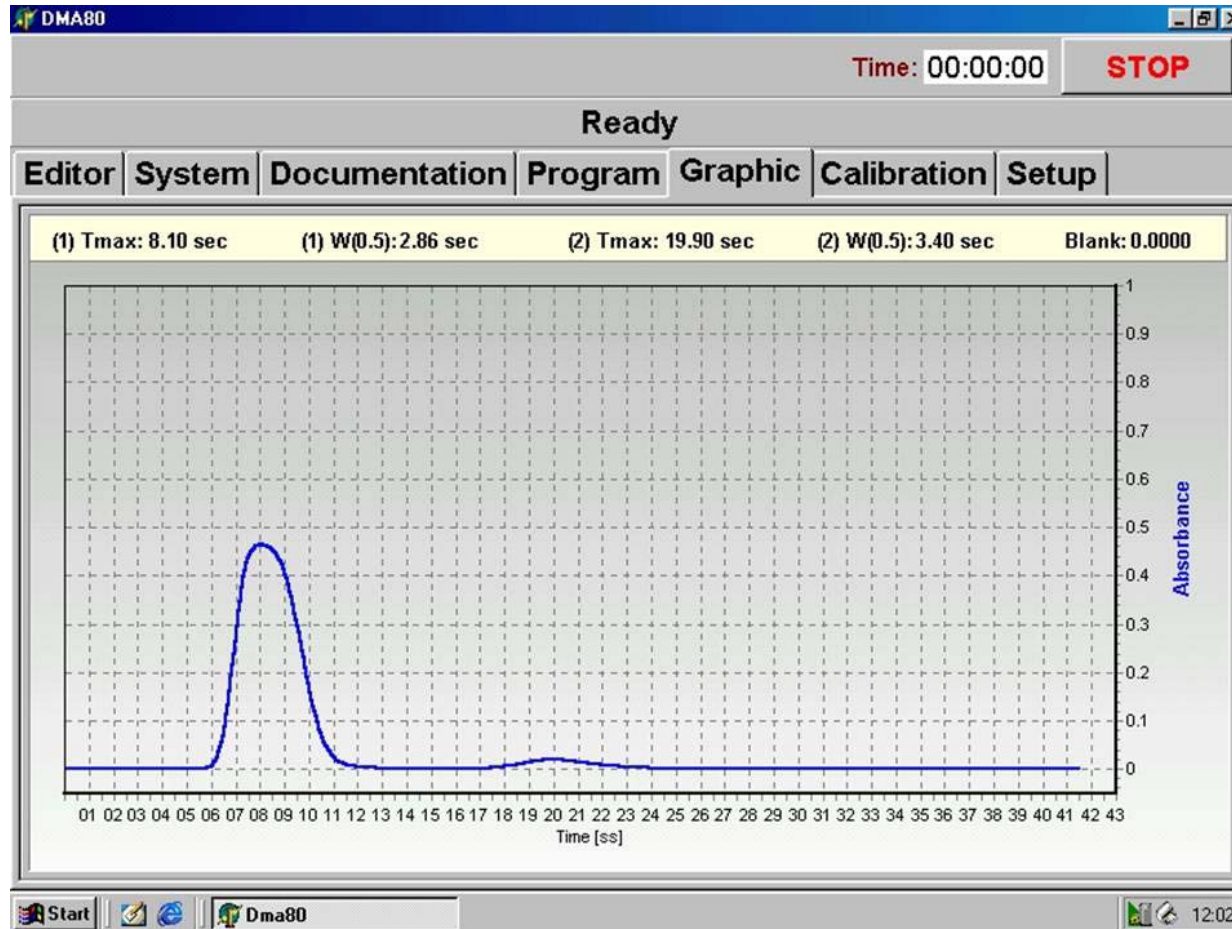 DMA80
Time: 00:00:00 STOP
Ready
Editor System Documentation Program Graphic Calibration Setup
(1) Tmax: 8.10 sec (1) W(0.5): 2.86 sec (2) Tmax: 19.90 sec (2) W(0.5): 3.40 sec Blank: 0.0000
1
0.9
0.8
0.7
0.6
0.5
0.4
0.3
0.2
0.1
0
Absorbance
01 02 03 04 05 06 07 08 09 10 11 12 13 14 15 16 17 18 19 20 21 22 23 24 25 26 27 28 29 30 31 32 33 34 35 36 37 38 39 40 41 42 43
Time [ss]
Start Dma80 12:02